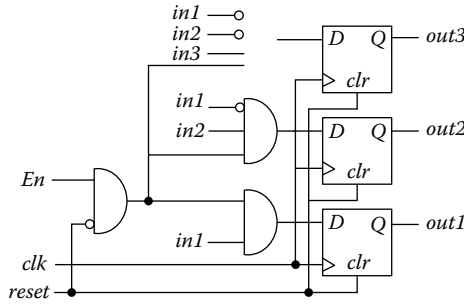 in1
in2
in3
D Q out3
clr
in1
in2
D Q out2
clr
En
in1
D Q out1
clr
clk
reset